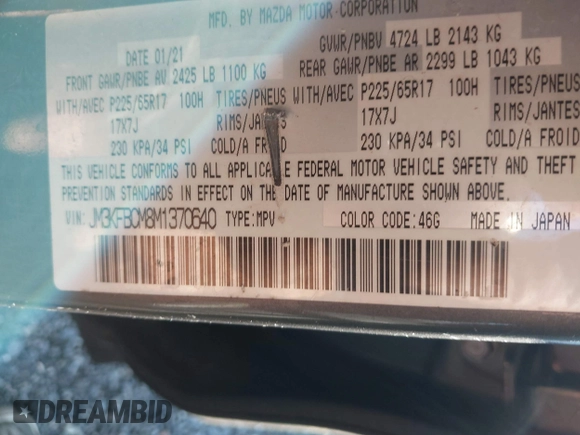 MFD. BY MAZDA MOTOR CORPORATION
DATE 01/21
GVWR/PNBV 4724 LB 2143 KG
FRONT GAWR/PNBE AV 2425 LB 1100 KG
REAR GAWR/PNBE AR 2299 LB 1043 KG
WITH/AVEC P225/65R17 100H TIRES/PNEUS WITH/AVEC P225/65R17 100H TIRES/PNEUS
17X7J RIMS/JANTES 17X7J RIMS/JANTES
230 KPA/34 PSI COLD/A FROID 230 KPA/34 PSI COLD/A FROID
THIS VEHICLE CONFORMS TO ALL APPLICABLE FEDERAL MOTOR VEHICLE SAFETY AND THEFT
PREVENTION STANDARDS IN EFFECT ON THE DATE OF MANUFACTURE SHOWN ABOVE.
VIN: JM3KFBCM8M1370640 TYPE: MPV COLOR CODE: 46G MADE IN JAPAN
DREAMBID